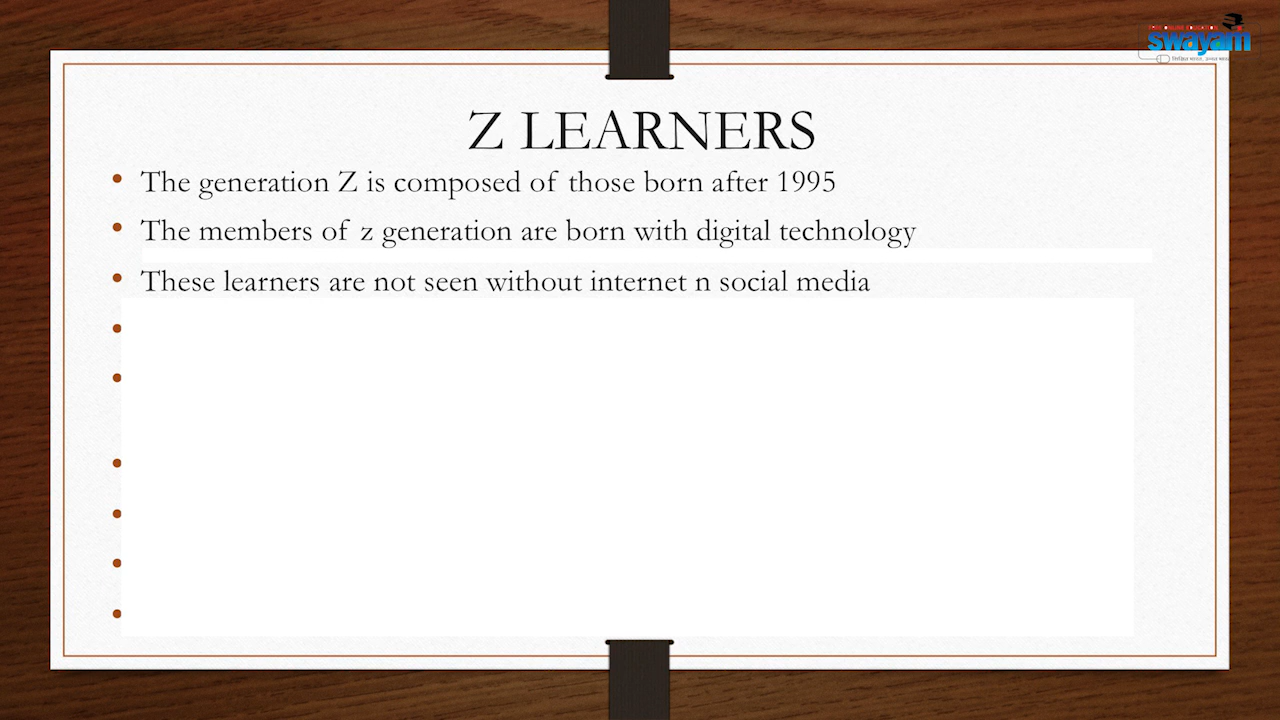 swayam
Z LEARNERS
The generation Z is composed of those born after 1995
The members of z generation are born with digital technology
These learners are not seen without internet n social media